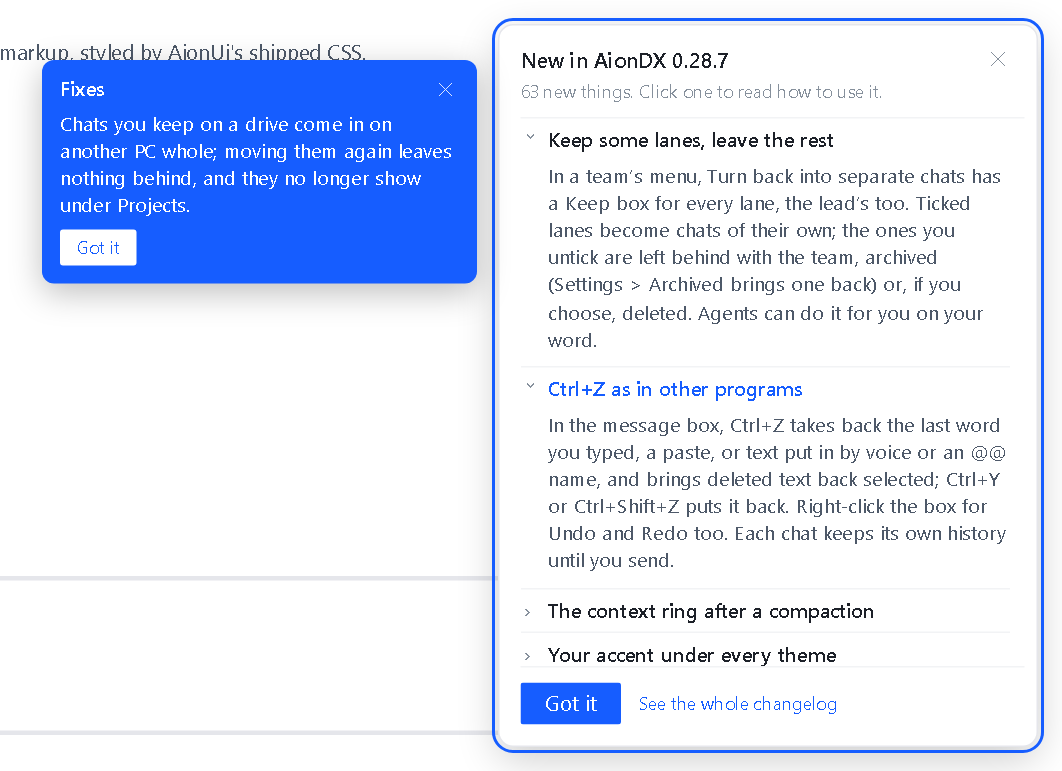 markup, styled by AionUi's shipped CSS.
Fixes
Chats you keep on a drive come in on
another PC whole; moving them again leaves
nothing behind, and they no longer show
under Projects.
Got it
New in AionDX 0.28.7
63 new things. Click one to read how to use it.
Keep some lanes, leave the rest
In a team's menu, Turn back into separate chats has
a Keep box for every lane, the lead's too. Ticked
lanes become chats of their own; the ones you
untick are left behind with the team, archived
(Settings > Archived brings one back) or, if you
choose, deleted. Agents can do it for you on your
word.
Ctrl+Z as in other programs
In the message box, Ctrl+Z takes back the last word
you typed, a paste, or text put in by voice or an @@
name, and brings deleted text back selected; Ctrl+Y
or Ctrl+Shift+Z puts it back. Right-click the box for
Undo and Redo too. Each chat keeps its own history
until you send.
The context ring after a compaction
Your accent under every theme
Got it
See the whole changelog